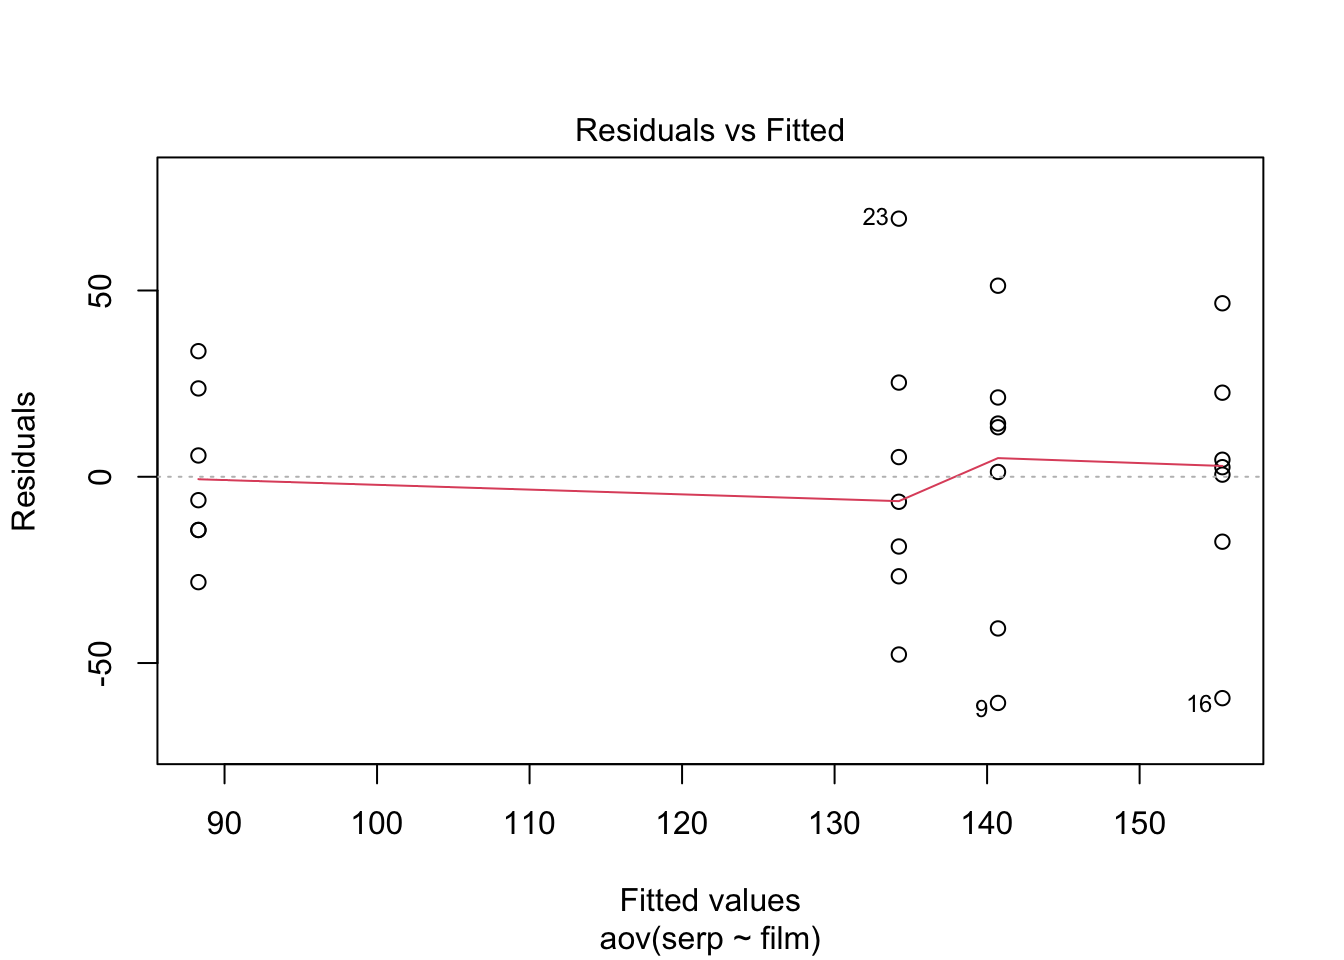 Residuals vs Fitted
23
50
0
-50
Residuals
9
16
90 100 110 120 130 140 150
Fitted values
aov(serp ~ film)